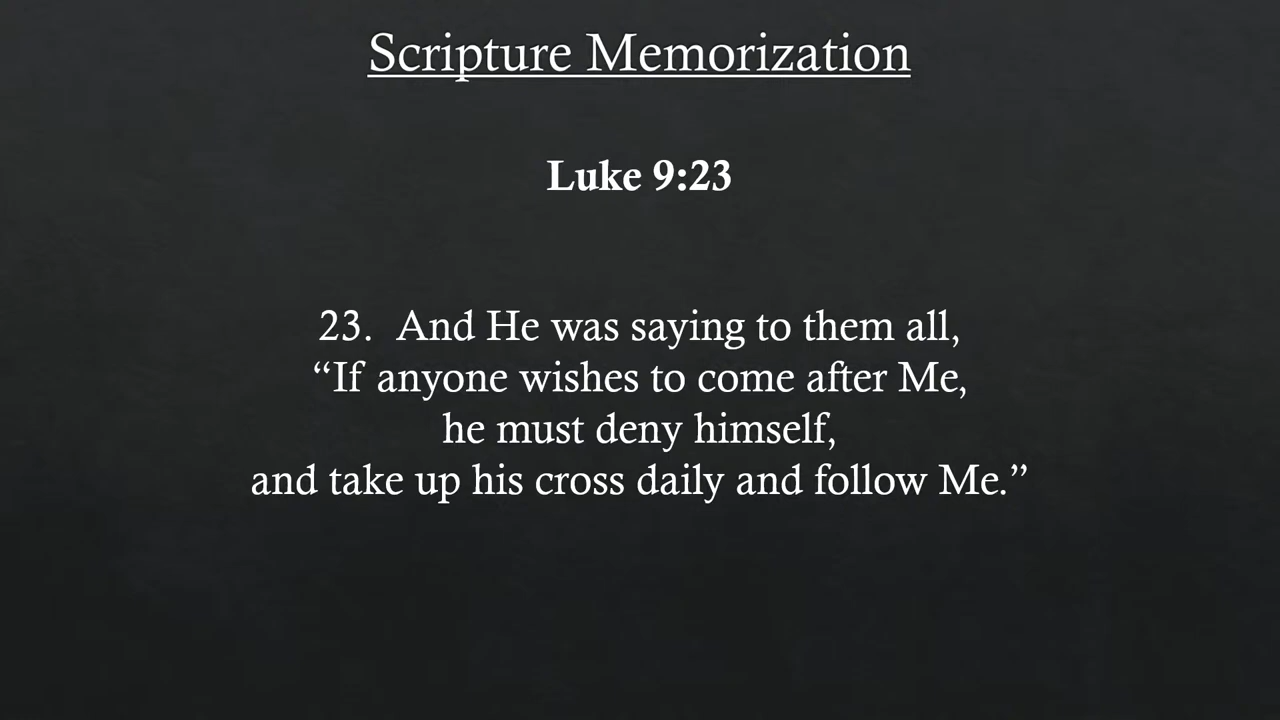 Scripture Memorization
Luke 9:23
23.  And He was saying to them all,
“If anyone wishes to come after Me,
he must deny himself,
and take up his cross daily and follow Me.”